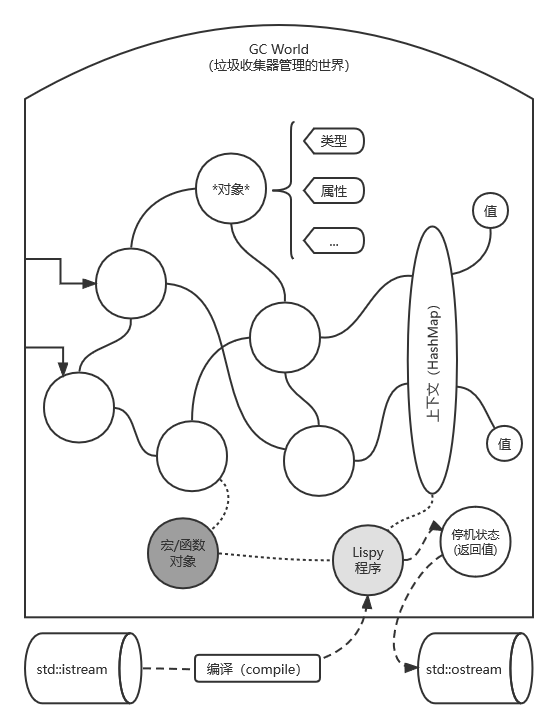 GC World
（垃圾收集器管理的世界）
类型
*对象*
属性
...
值
上下文（HashMap）
值
宏/函数
对象
Lispy
程序
停机状态
(返回值)
std::istream
编译（compile）
std::ostream